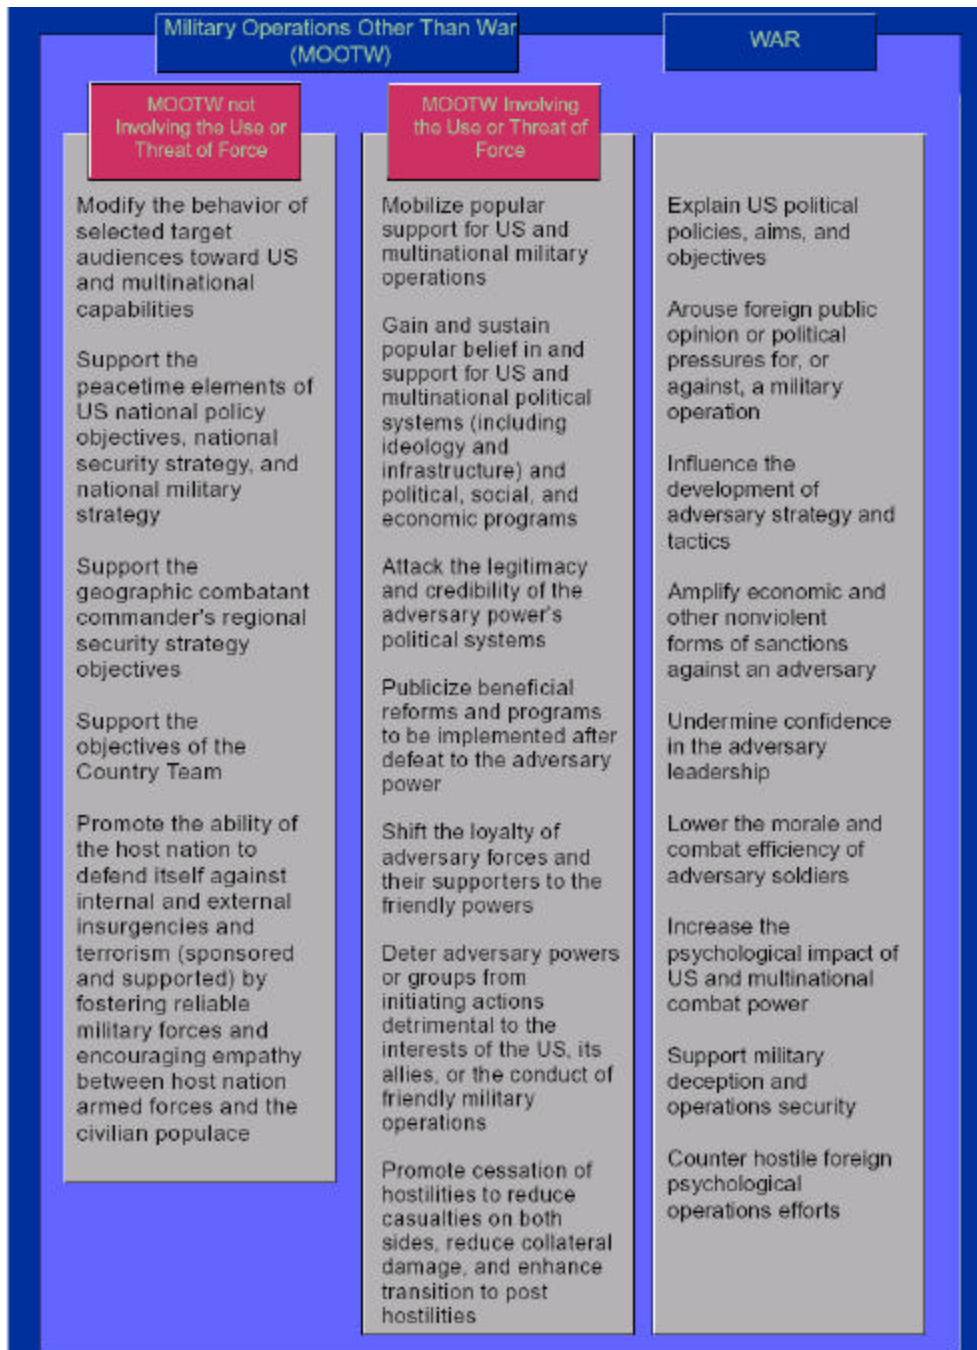 Military Operations Other Than War
(MOOTW)
WAR
MOOTW not
Involving the Use or
Threat of Force
Modify the behavior of
selected target
audiences toward US
and multinational
capabilities
Support the
peacetime elements of
US national policy
objectives, national
security strategy, and
national military
strategy
Support the
geographic combatant
commander's regional
security strategy
objectives
Support the
objectives of the
Country Team
Promote the ability of
the host nation to
defend itself against
internal and external
insurgencies and
terrorism (sponsored
and supported) by
fostering reliable
military forces and
encouraging empathy
between host nation
armed forces and the
civilian populace
MOOTW Involving
the Use or Threat of
Force
Mobilize popular
support for US and
multinational military
operations
Gain and sustain
popular belief in and
support for US and
multinational political
systems (including
ideology and
infrastructure) and
political, social, and
economic programs
Attack the legitimacy
and credibility of the
adversary power's
political systems
Publicize beneficial
reforms and programs
to be implemented after
defeat to the adversary
power
Shift the loyalty of
adversary forces and
their supporters to the
friendly powers
Deter adversary powers
or groups from
initiating actions
detrimental to the
interests of the US, its
allies, or the conduct of
friendly military
operations
Promote cessation of
hostilities to reduce
casualties on both
sides, reduce collateral
damage, and enhance
transition to post
hostilities
Explain US political
policies, aims, and
objectives
Arouse foreign public
opinion or political
pressures for, or
against, a military
operation
Influence the
development of
adversary strategy and
tactics
Amplify economic and
other nonviolent
forms of sanctions
against an adversary
Undermine confidence
in the adversary
leadership
Lower the morale and
combat efficiency of
adversary soldiers
Increase the
psychological impact of
US and multinational
combat power
Support military
deception and
operations security
Counter hostile foreign
psychological
operations efforts